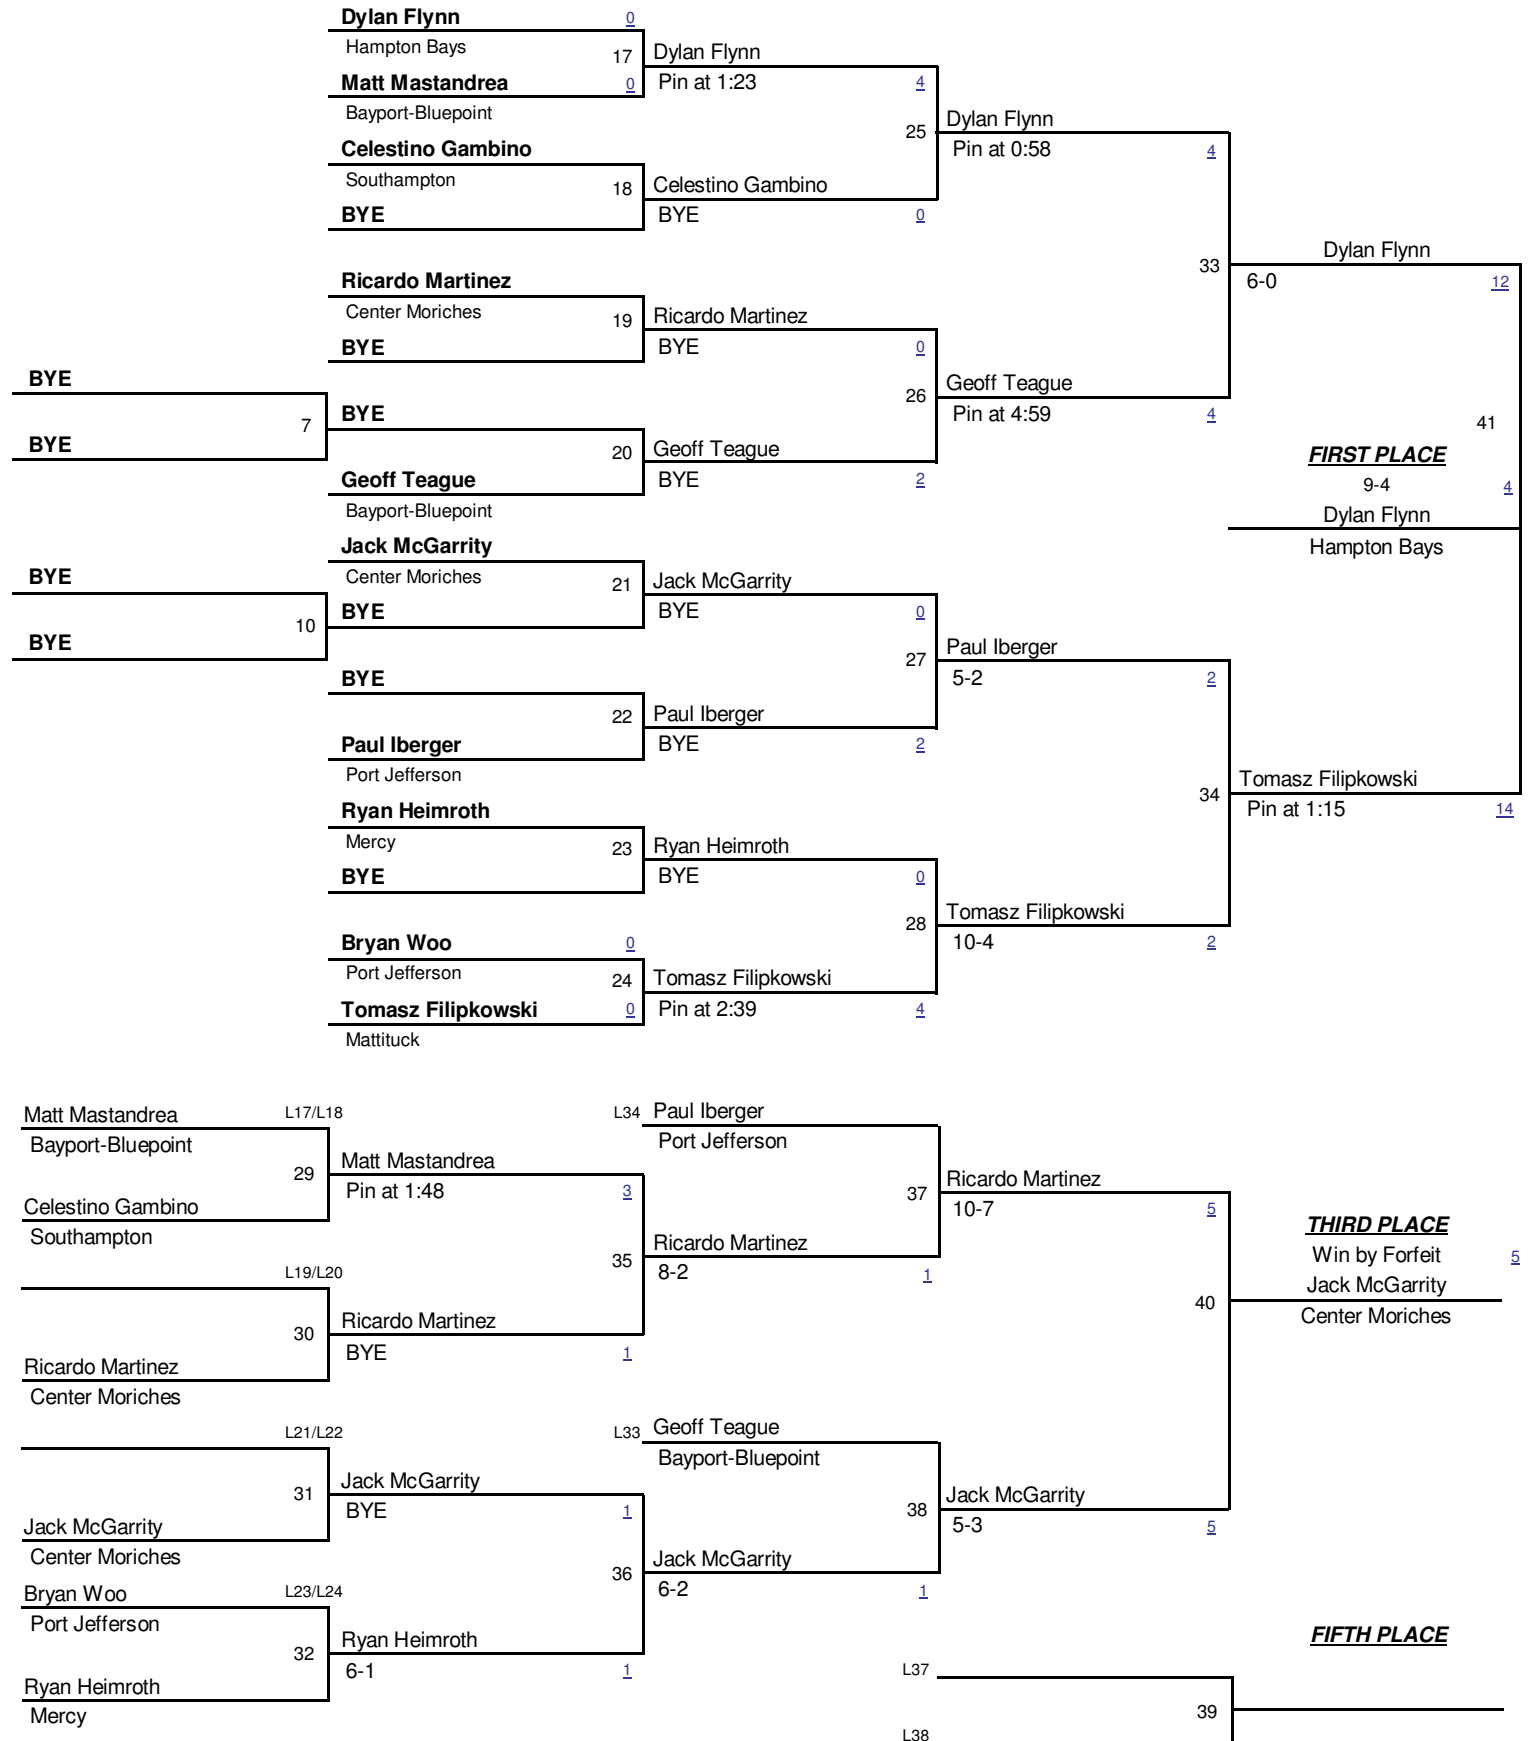 Dylan Flynn 0
Hampton Bays
17 Dylan Flynn
Matt Mastandrea 0 Pin at 1:23 4
Bayport-Bluepoint
25 Dylan Flynn
Celestino Gambino Pin at 0:58 4
Southampton
18 Celestino Gambino
BYE BYE 0
33 Dylan Flynn
6-0 12
Ricardo Martinez
Center Moriches
19 Ricardo Martinez
BYE BYE 0
BYE
26 Geoff Teague
Pin at 4:59 4
7 BYE
41
BYE
20 Geoff Teague
FIRST PLACE
Geoff Teague BYE 2
9-4 4
Bayport-Bluepoint
Dylan Flynn
Hampton Bays
Jack McGarrity
BYE
Center Moriches
21 Jack McGarrity
10 BYE BYE 0
BYE
27 Paul Iberger
5-2 2
BYE
22 Paul Iberger
Paul Iberger BYE 2
Port Jefferson
34 Tomasz Filipkowski
Pin at 1:15 14
Ryan Heimroth
Mercy
23 Ryan Heimroth
BYE BYE 0
28 Tomasz Filipkowski
10-4 2
Bryan Woo 0
Port Jefferson
24 Tomasz Filipkowski
Tomasz Filipkowski 0 Pin at 2:39 4
Mattituck
Matt Mastandrea L17/L18 L34 Paul Iberger
Bayport-Bluepoint Port Jefferson
29 Matt Mastandrea
Pin at 1:48 3
37 Ricardo Martinez
10-7 5
Celestino Gambino
Southampton
THIRD PLACE
35 Ricardo Martinez
8-2 1
Win by Forfeit 5
L19/L20
Jack McGarrity
40
Center Moriches
30 Ricardo Martinez
BYE 1
Ricardo Martinez
Center Moriches
L21/L22 L33 Geoff Teague
Bayport-Bluepoint
31 Jack McGarrity
BYE 1
38 Jack McGarrity
5-3 5
Jack McGarrity
Center Moriches
36 Jack McGarrity
6-2 1
Bryan Woo L23/L24
Port Jefferson
32 Ryan Heimroth
6-1 1
FIFTH PLACE
L37
Ryan Heimroth
Mercy
39
L38